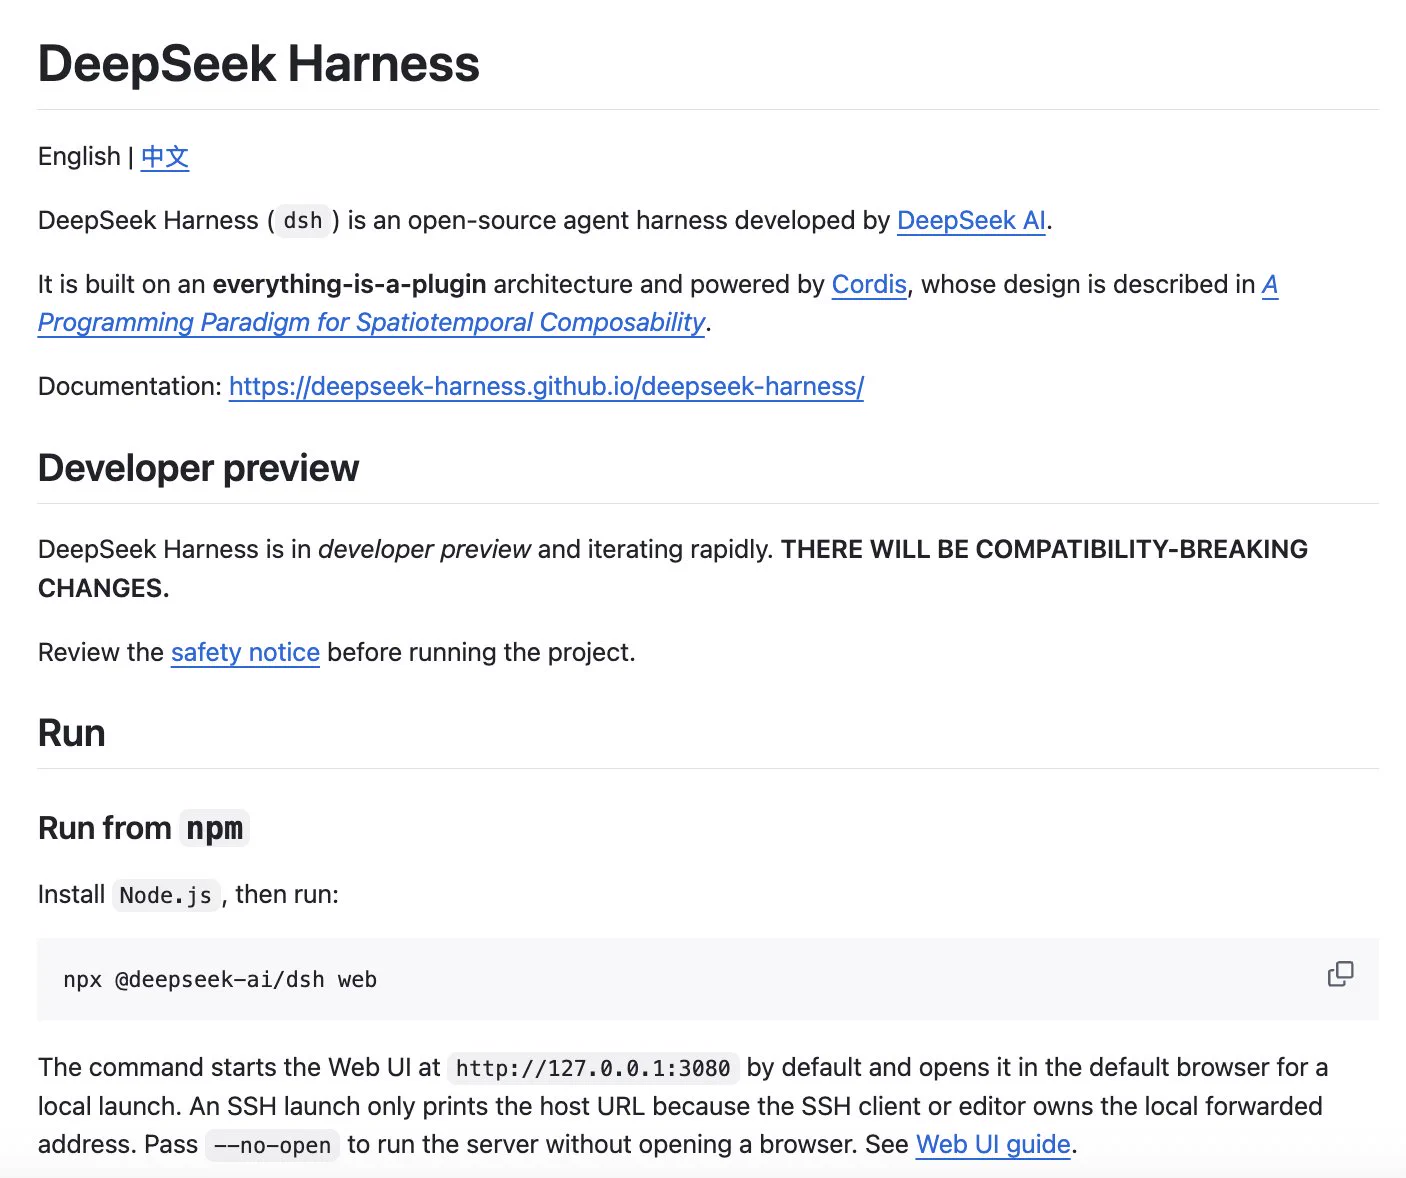 DeepSeek Harness
English | 中文
DeepSeek Harness (dsh) is an open-source agent harness developed by DeepSeek AI.
It is built on an everything-is-a-plugin architecture and powered by Cordis, whose design is described in A
Programming Paradigm for Spatiotemporal Composability.
Documentation: https://deepseek-harness.github.io/deepseek-harness/
Developer preview
DeepSeek Harness is in developer preview and iterating rapidly. THERE WILL BE COMPATIBILITY-BREAKING
CHANGES.
Review the safety notice before running the project.
Run
Run from npm
Install Node.js, then run:
npx @deepseek-ai/dsh web
The command starts the Web UI at http://127.0.0.1:3080 by default and opens it in the default browser for a
local launch. An SSH launch only prints the host URL because the SSH client or editor owns the local forwarded
address. Pass --no-open to run the server without opening a browser. See Web UI guide.